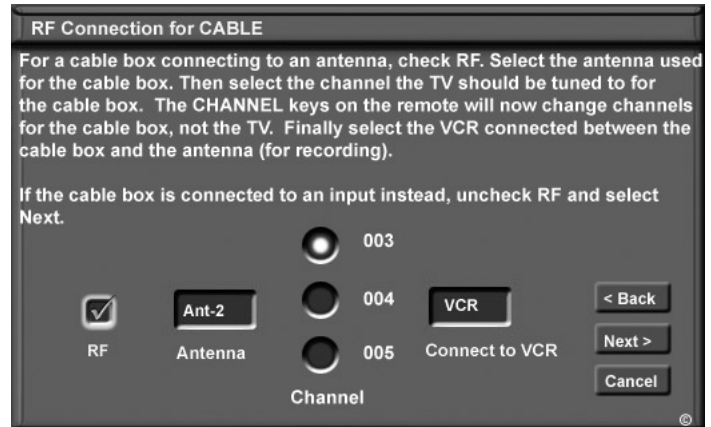 RF Connection for CABLE
For a cable box connecting to an antenna, check RF. Select the antenna used
for the cable box. Then select the channel the TV should be tuned to for
the cable box. The CHANNEL keys on the remote will now change channels
for the cable box, not the TV. Finally select the VCR connected between the
cable box and the antenna (for recording).
If the cable box is connected to an input instead, uncheck RF and select
Next.
003
004
005
Channel
RF
Ant-2
Antenna
VCR
Connect to VCR
< Back
Next >
Cancel
©